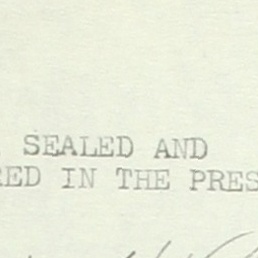 SEALED AND
RED IN THE PRES